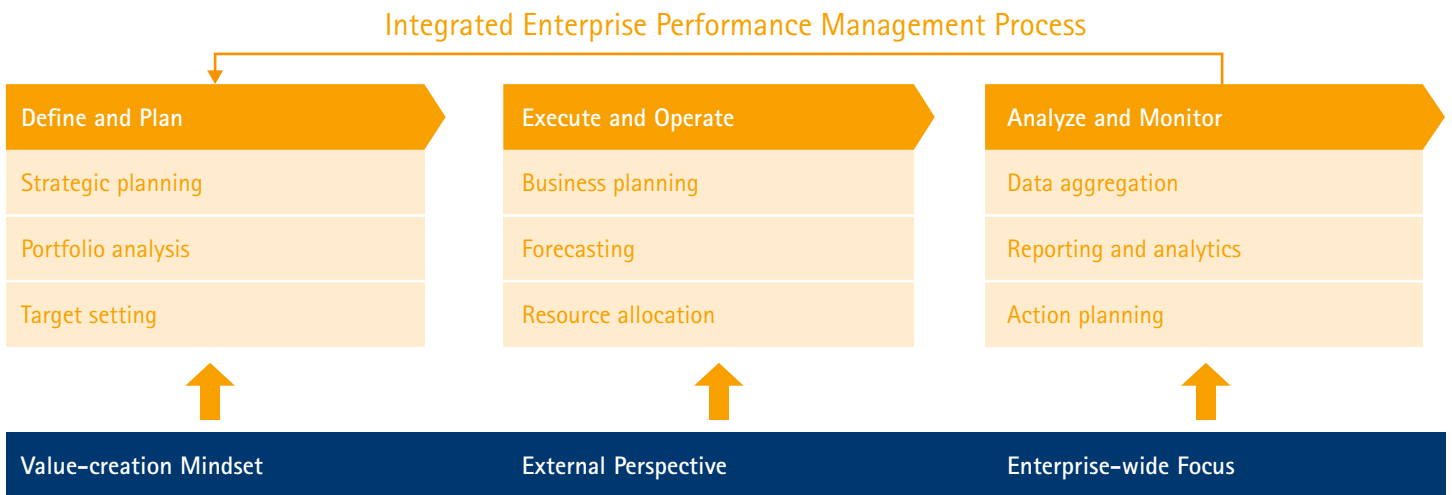 Integrated Enterprise Performance Management Process
Define and Plan
Strategic planning
Portfolio analysis
Target setting
Execute and Operate
Business planning
Forecasting
Resource allocation
Analyze and Monitor
Data aggregation
Reporting and analytics
Action planning
Value-creation Mindset
External Perspective
Enterprise-wide Focus